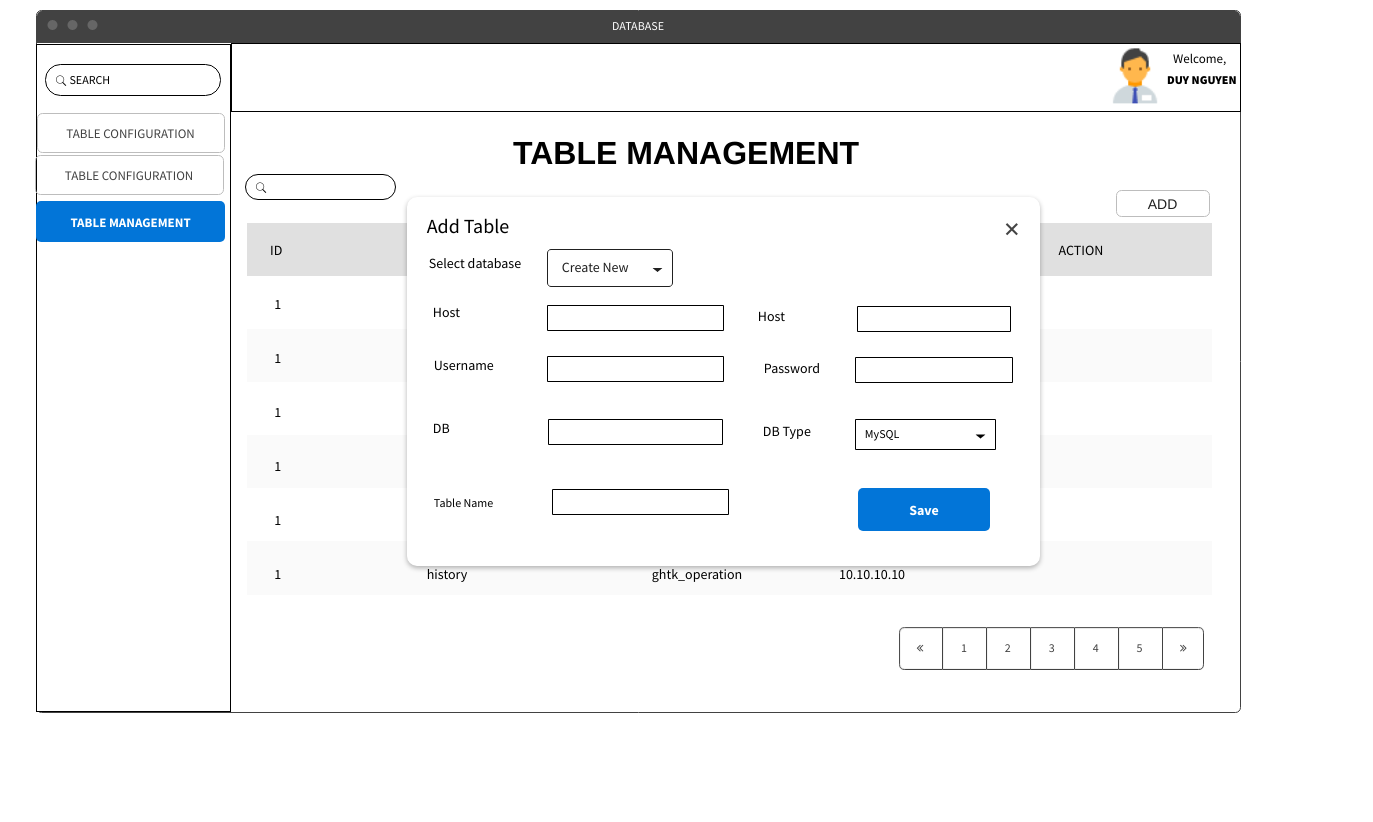 DATABASE
SEARCH
Welcome,
DUY NGUYEN
TABLE CONFIGURATION
TABLE CONFIGURATION
TABLE MANAGEMENT
TABLE MANAGEMENT
ADD
ID
ACTION
1
1
1
1
1
1
history
ghtk_operation
10.10.10.10
Add Table
✕
Select database
Create New
Host
Host
Username
Password
DB
DB Type
MySQL
Table Name
Save
« 1 2 3 4 5 »